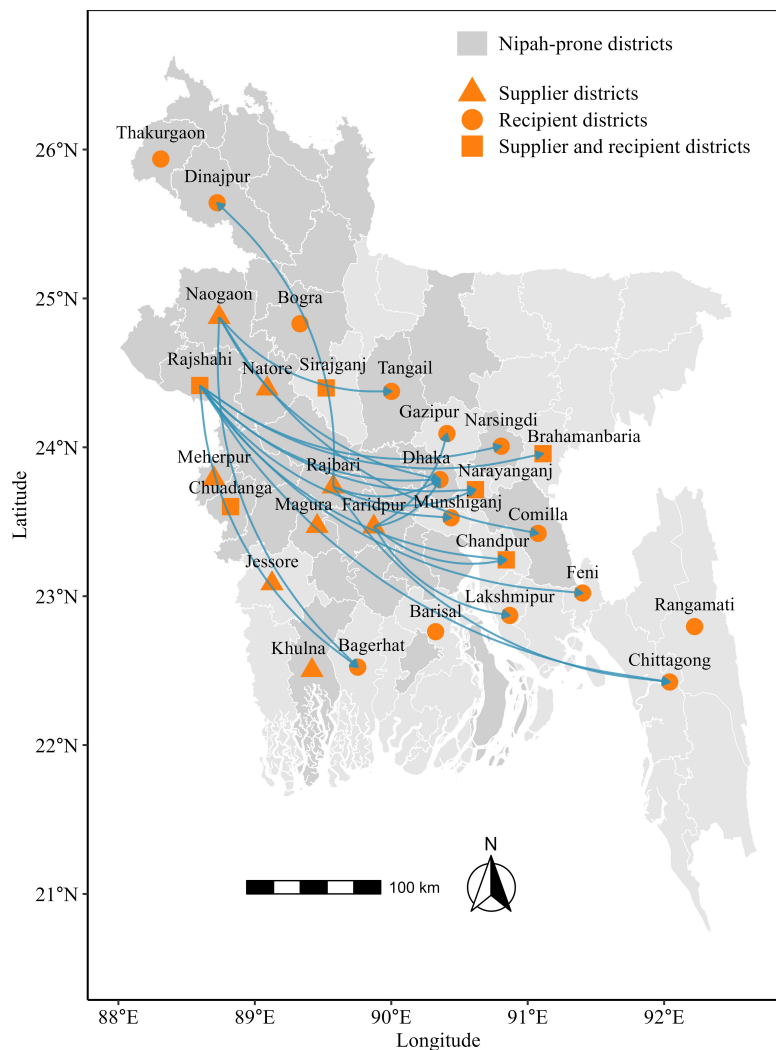 Nipah-prone districts
Supplier districts
Recipient districts
Supplier and recipient districts
26°N
25°N
24°N
23°N
22°N
21°N
Latitude
Thakurgaon
Dinajpur
Naogaon
Bogra
Rajshahi
Natore
Sirajganj
Tangail
Gazipur
Narsingdi
Brahamanbaria
Meherpur
Rajbari
Dhaka
Narayanganj
Chuadanga
Magura
Faridpur
Munshiganj
Comilla
Chandpur
Jessore
Feni
Lakshmipur
Barisal
Rangamati
Khulna
Bagerhat
Chittagong
N
100 km
88°E
89°E
90°E
91°E
92°E
Longitude